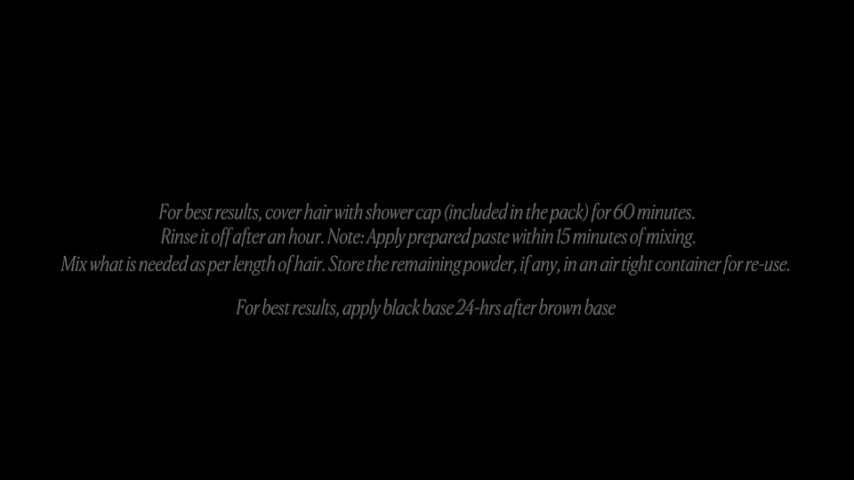 For best results, cover hair with shower cap (included in the pack) for 60 minutes.
Rinse it off after an hour. Note: Apply prepared paste within 15 minutes of mixing.
Mix what is needed as per length of hair. Store the remaining powder, if any, in an air tight container for re-use.
For best results, apply black base 24-hrs after brown base